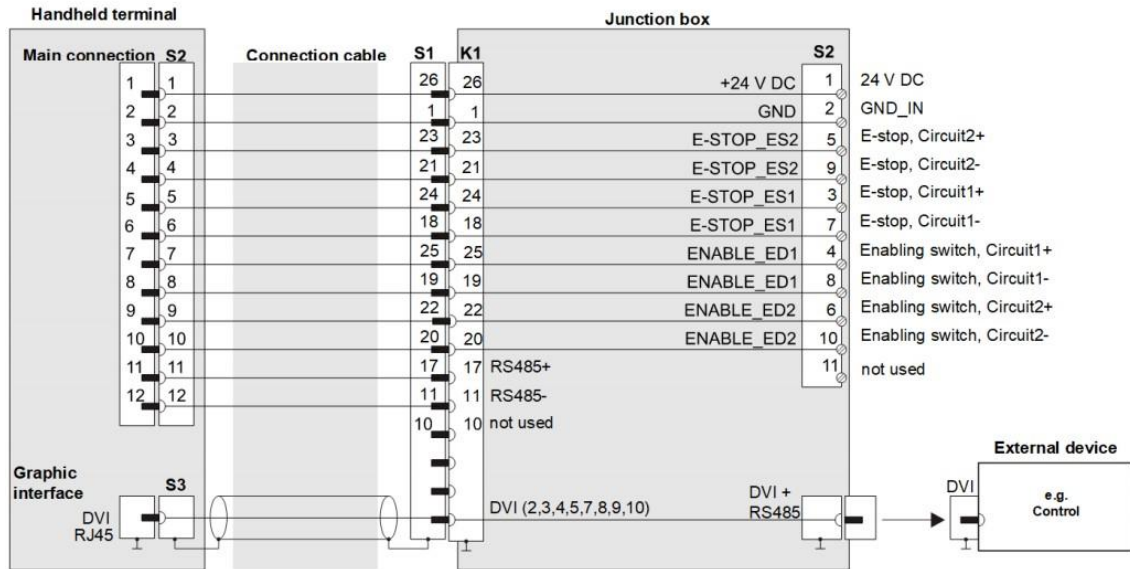 Handheld terminal
Junction box
Main connection S2 Connection cable S1 K1 S2
1 1 26 26 +24 V DC 1 24 V DC
2 2 1 1 GND 2 GND_IN
3 3 23 23 E-STOP_ES2 5 E-stop, Circuit2+
4 4 21 21 E-STOP_ES2 9 E-stop, Circuit2-
5 5 24 24 E-STOP_ES1 3 E-stop, Circuit1+
6 6 18 18 E-STOP_ES1 7 E-stop, Circuit1-
7 7 25 25 ENABLE_ED1 4 Enabling switch, Circuit1+
8 8 19 19 ENABLE_ED1 8 Enabling switch, Circuit1-
9 9 22 22 ENABLE_ED2 6 Enabling switch, Circuit2+
10 10 20 20 ENABLE_ED2 10 Enabling switch, Circuit2-
11 11 17 17 RS485+ 11 not used
12 12 11 11 RS485-
10 10 not used
External device
Graphic
interface
S3
DVI
RJ45
DVI (2,3,4,5,7,8,9,10)
DVI +
RS485
DVI
e.g.
Control